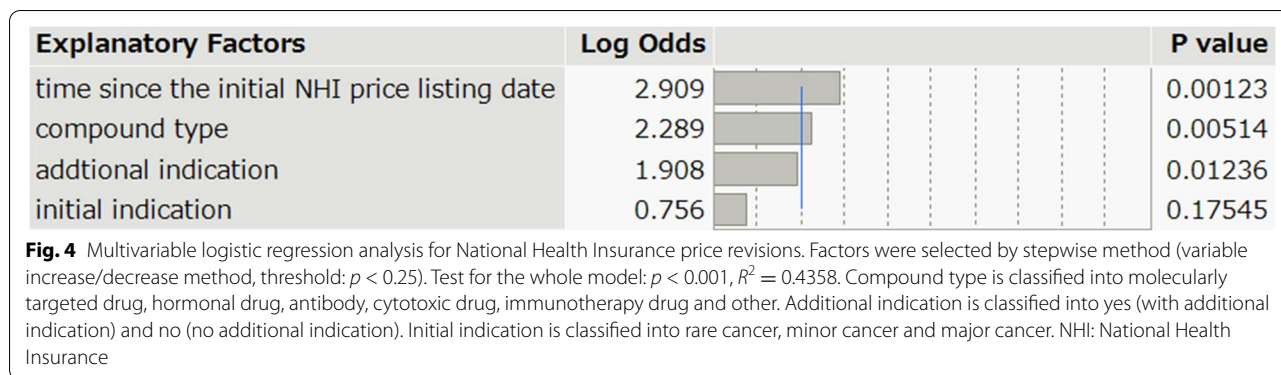 Explanatory Factors Log Odds P value
time since the initial NHI price listing date 2.909 0.00123
compound type 2.289 0.00514
addtional indication 1.908 0.01236
initial indication 0.756 0.17545
Fig. 4 Multivariable logistic regression analysis for National Health Insurance price revisions. Factors were selected by stepwise method (variable
increase/decrease method, threshold: p < 0.25). Test for the whole model: p < 0.001, R² = 0.4358. Compound type is classified into molecularly
targeted drug, hormonal drug, antibody, cytotoxic drug, immunotherapy drug and other. Additional indication is classified into yes (with additional
indication) and no (no additional indication). Initial indication is classified into rare cancer, minor cancer and major cancer. NHI: National Health
Insurance